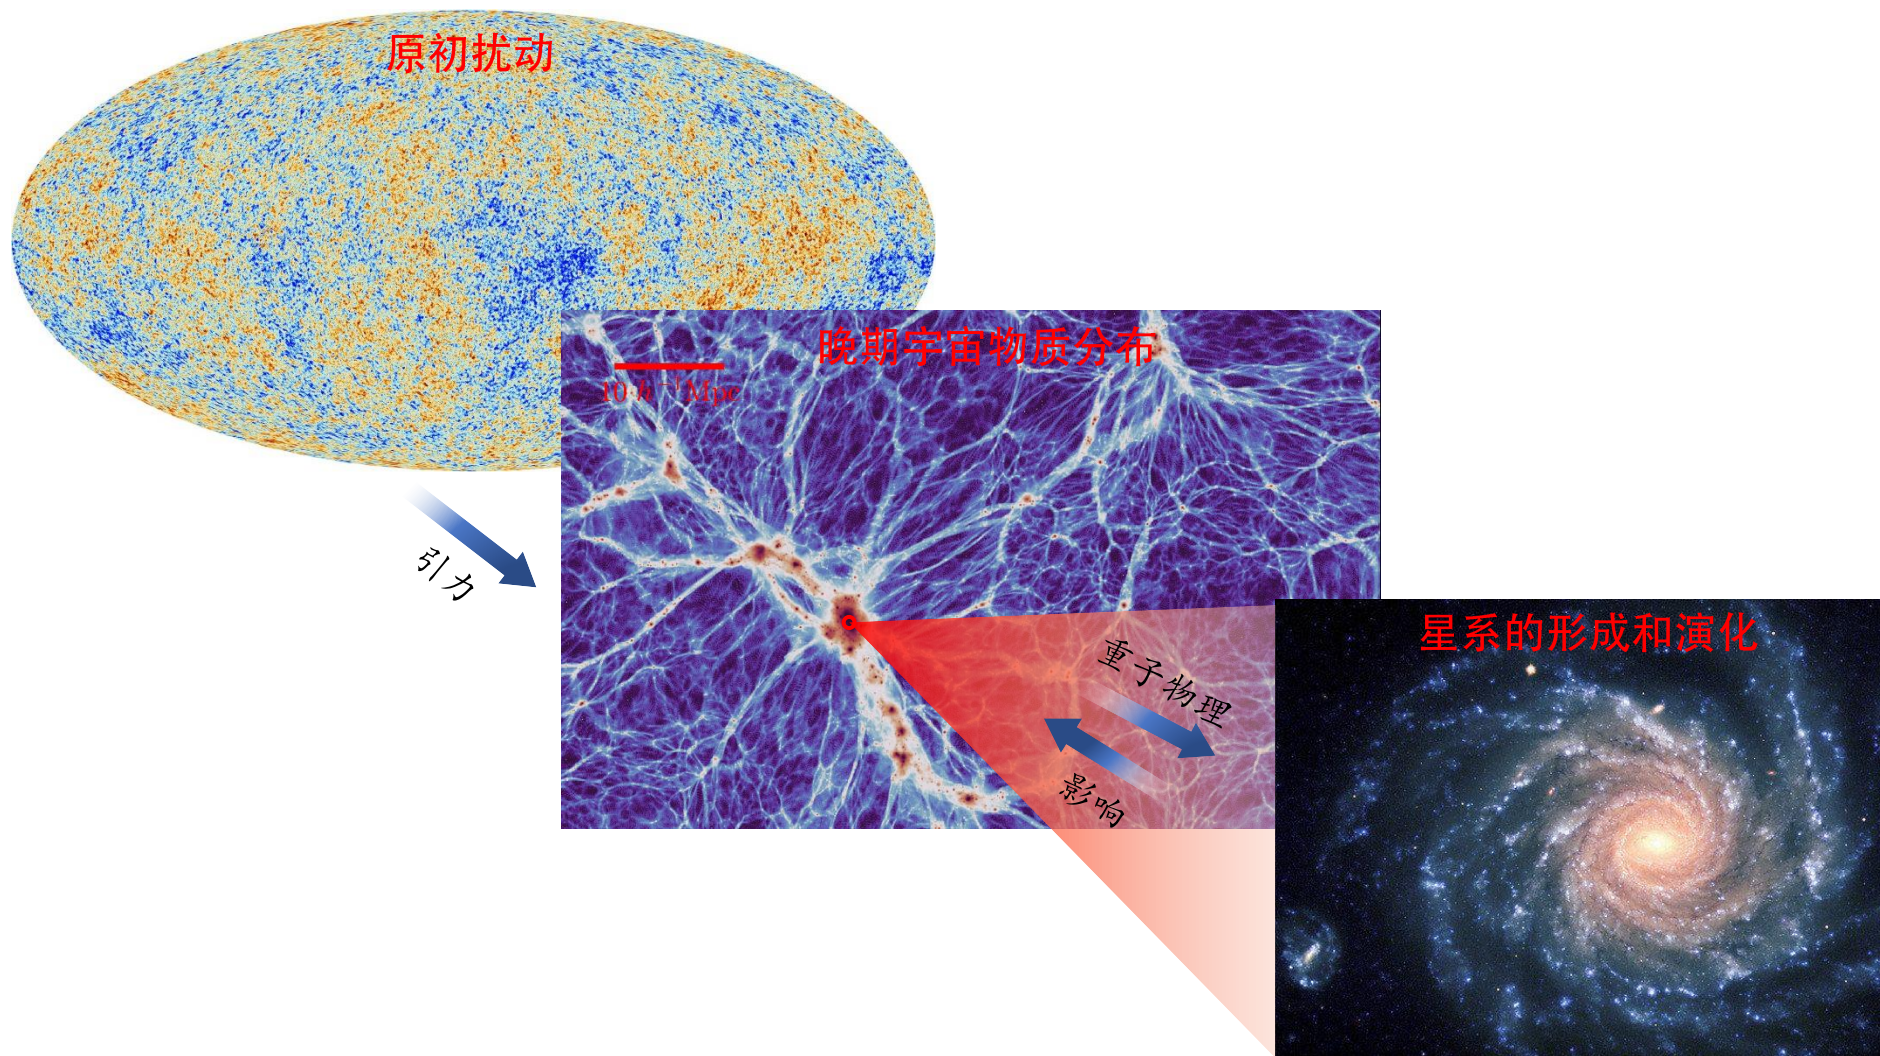 原初扰动
晚期宇宙物质分布
10 h⁻¹Mpc
引力
星系的形成和演化
重子物理
影响